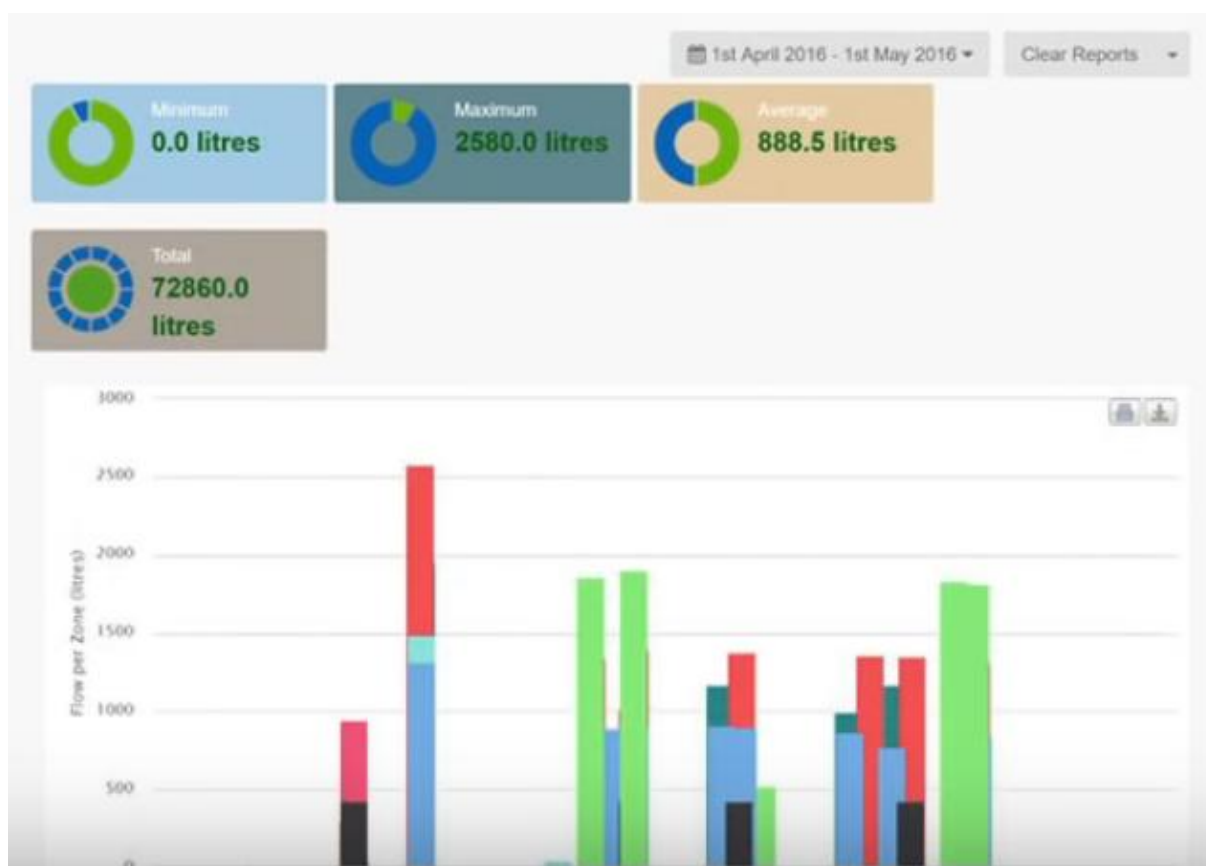 1st April 2016 - 1st May 2016
Clear Reports
Minimum
0.0 litres
Maximum
2580.0 litres
Average
888.5 litres
Total
72860.0
litres
3000
2500
2000
1500
1000
500
0
Flow per Zone (litres)